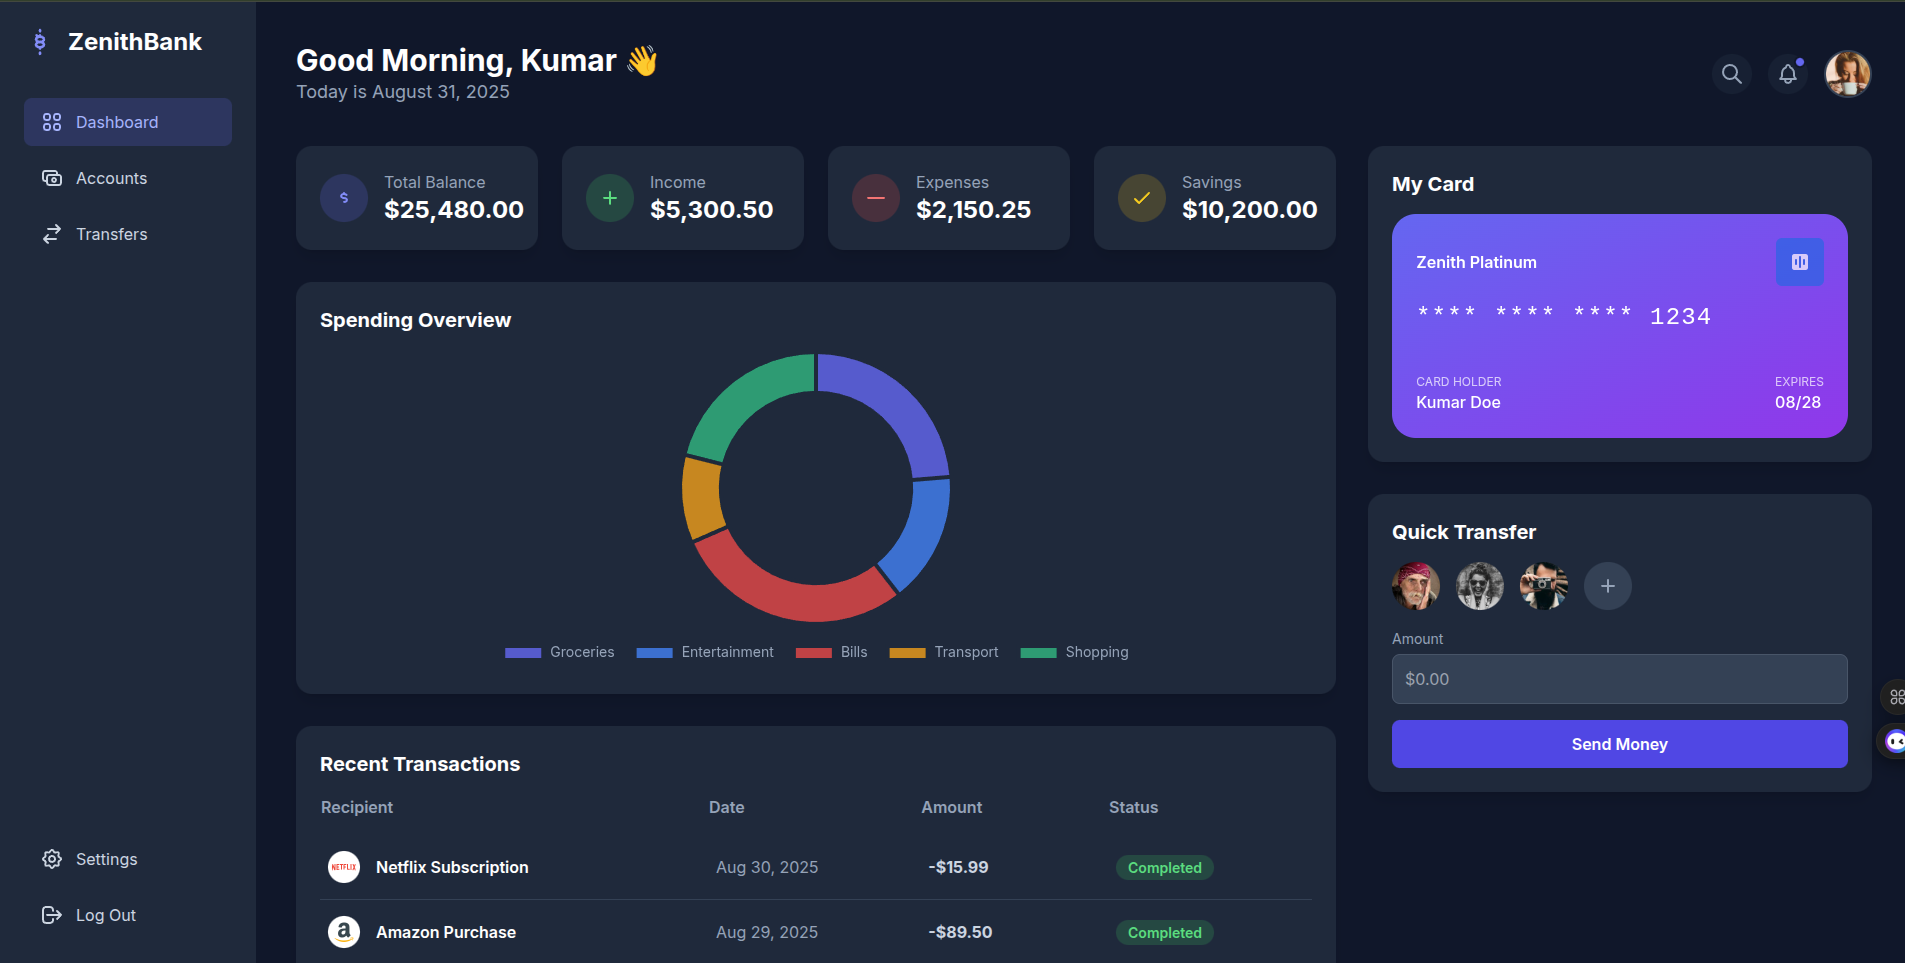 ZenithBank
Dashboard
Accounts
Transfers
Settings
Log Out
Good Morning, Kumar 👋
Today is August 31, 2025
Total Balance
$25,480.00
Income
$5,300.50
Expenses
$2,150.25
Savings
$10,200.00
Spending Overview
Groceries Entertainment Bills Transport Shopping
Recent Transactions
Recipient Date Amount Status
NETFLIX Netflix Subscription Aug 30, 2025 -$15.99 Completed
a Amazon Purchase Aug 29, 2025 -$89.50 Completed
My Card
Zenith Platinum
**** **** **** 1234
CARD HOLDER EXPIRES
Kumar Doe 08/28
Quick Transfer
Amount
$0.00
Send Money